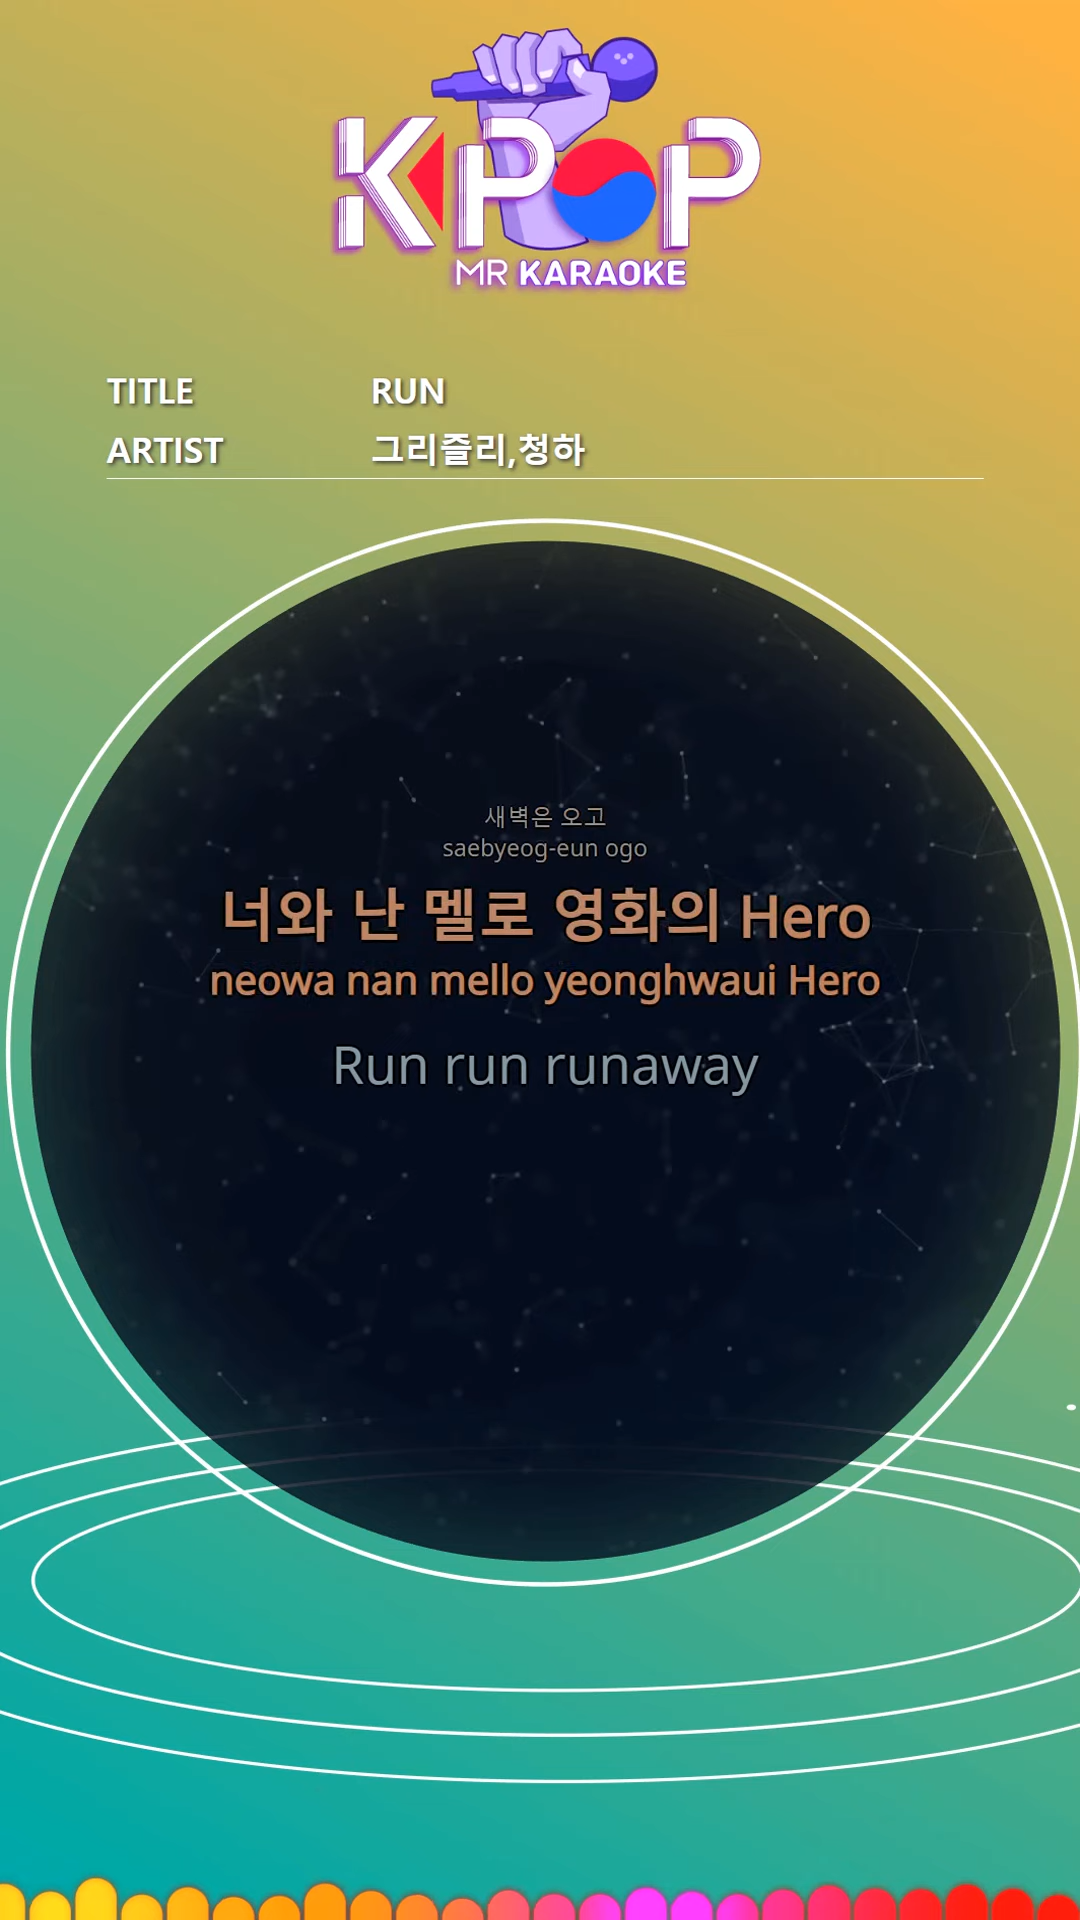 KPOP
MR KARAOKE
TITLE RUN
ARTIST 그리즐리,청하
새벽은 오고
saebyeog-eun ogo
너와 난 멜로 영화의 Hero
neowa nan mello yeonghwaui Hero
Run run runaway